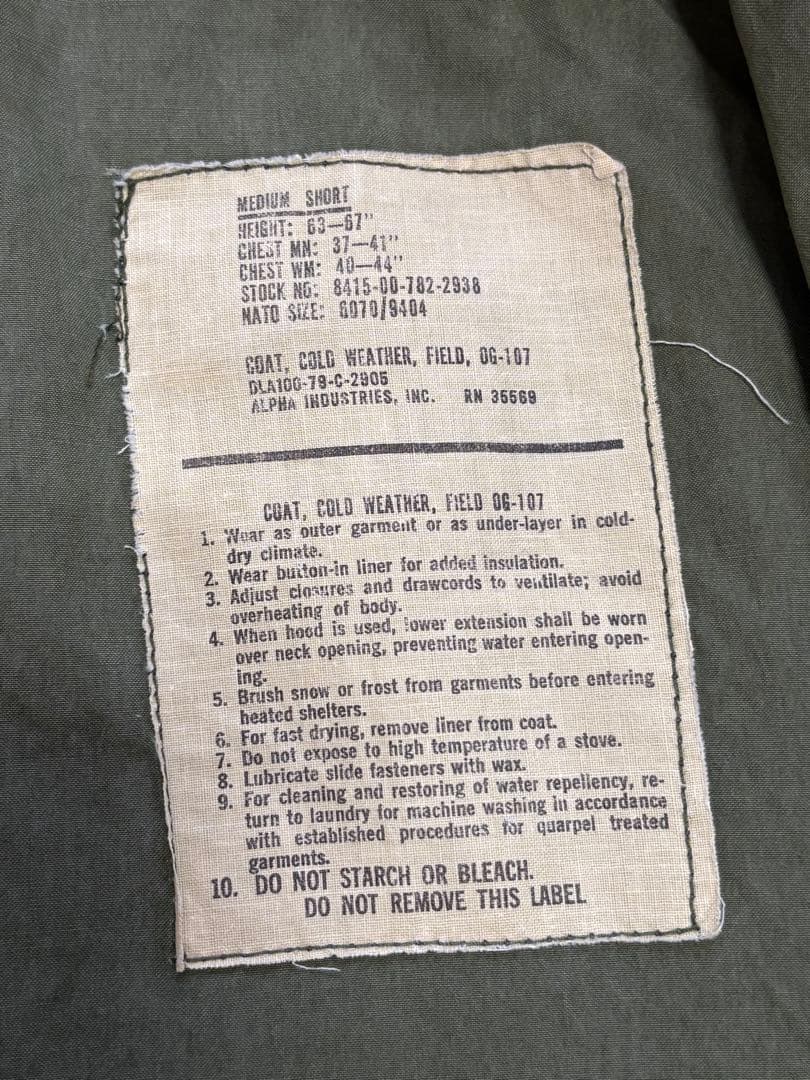 MEDIUM SHORT
HEIGHT: 63—67"
CHEST MN: 37—41"
CHEST WM: 40—44"
STOCK NO: 8415-00-782-2938
NATO SIZE: 6070/9404
COAT, COLD WEATHER, FIELD, OG-107
DLA100-79-C-2905
ALPHA INDUSTRIES, INC. RN 35569
COAT, COLD WEATHER, FIELD OG-107
1. Wear as outer garment or as under-layer in cold-
dry climate.
2. Wear button-in liner for added insulation.
3. Adjust closures and drawcords to ventilate; avoid
overheating of body.
4. When hood is used, lower extension shall be worn
over neck opening, preventing water entering open-
ing.
5. Brush snow or frost from garments before entering
heated shelters.
6. For fast drying, remove liner from coat.
7. Do not expose to high temperature of a stove.
8. Lubricate slide fasteners with wax.
9. For cleaning and restoring of water repellency, re-
turn to laundry for machine washing in accordance
with established procedures for quarpel treated
garments.
10. DO NOT STARCH OR BLEACH.
DO NOT REMOVE THIS LABEL